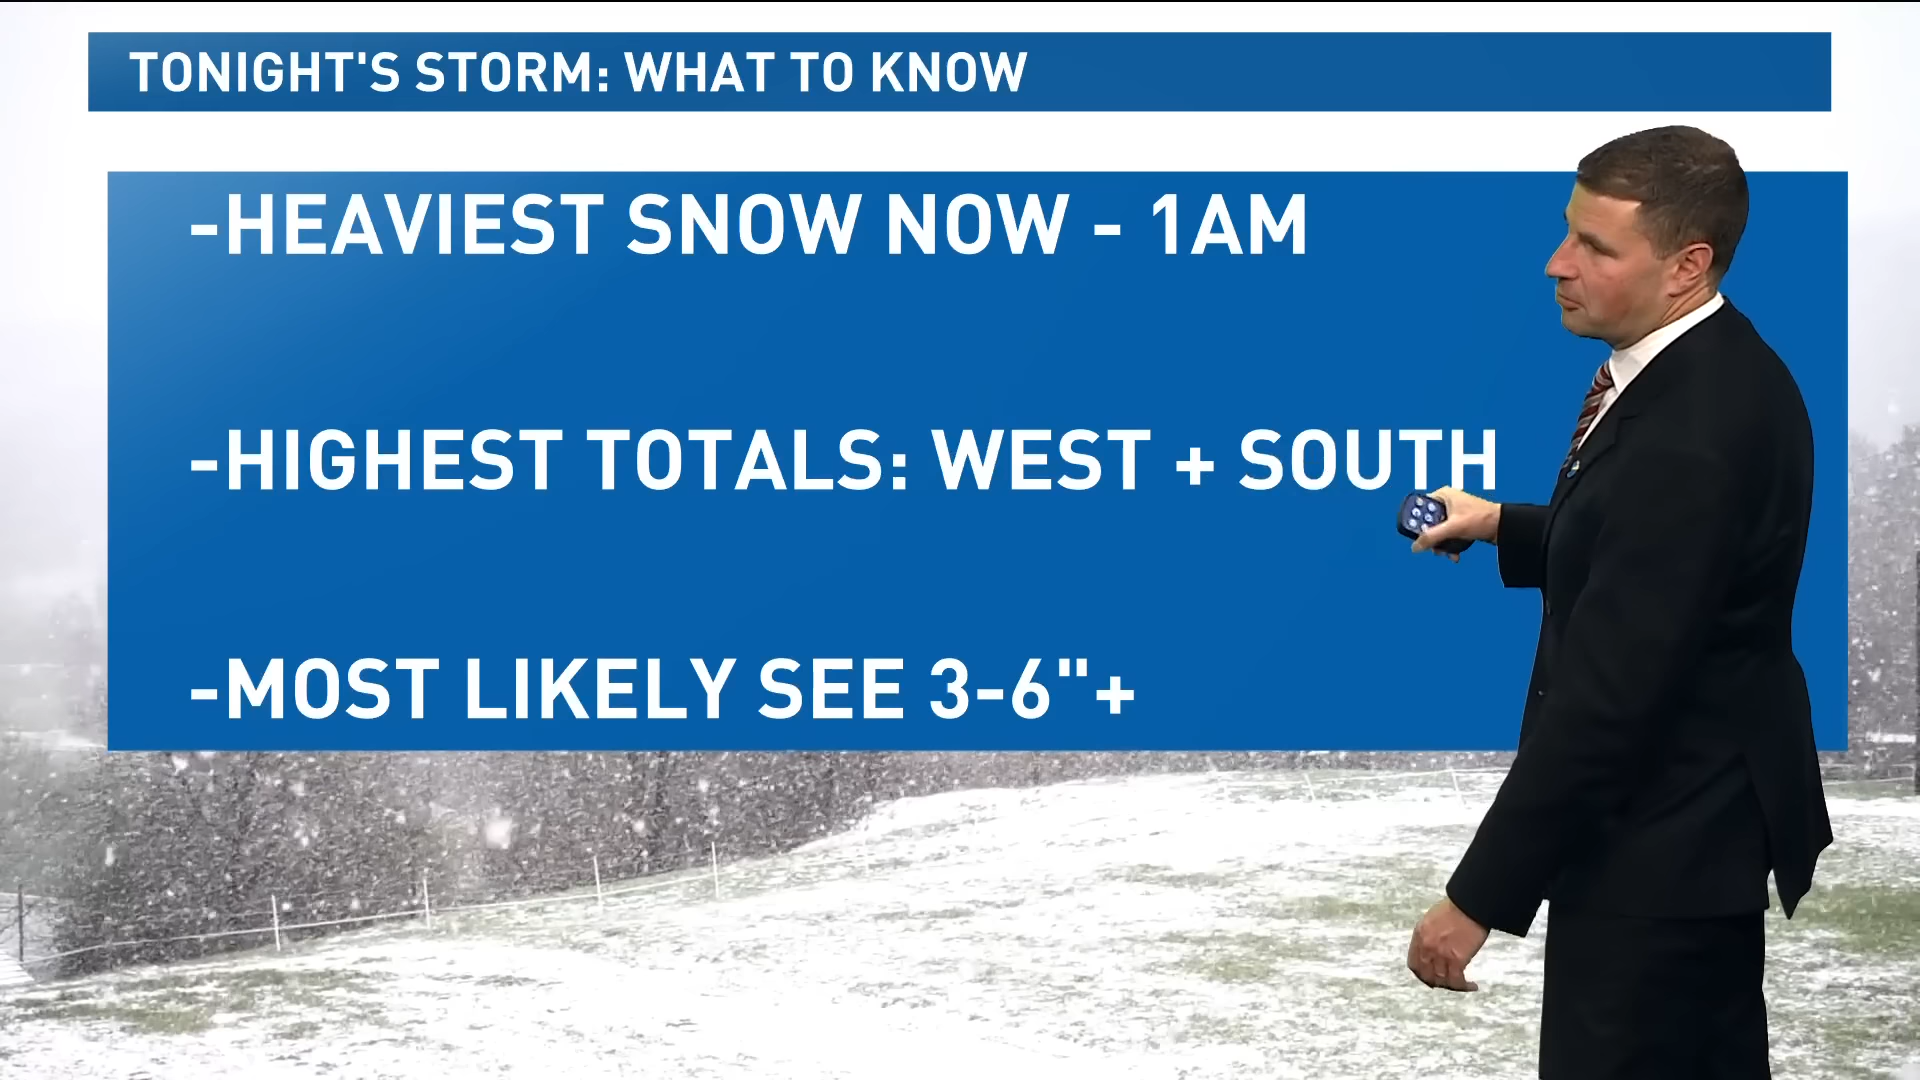 TONIGHT'S STORM: WHAT TO KNOW
-HEAVIEST SNOW NOW - 1AM
-HIGHEST TOTALS: WEST + SOUTH
-MOST LIKELY SEE 3-6"+